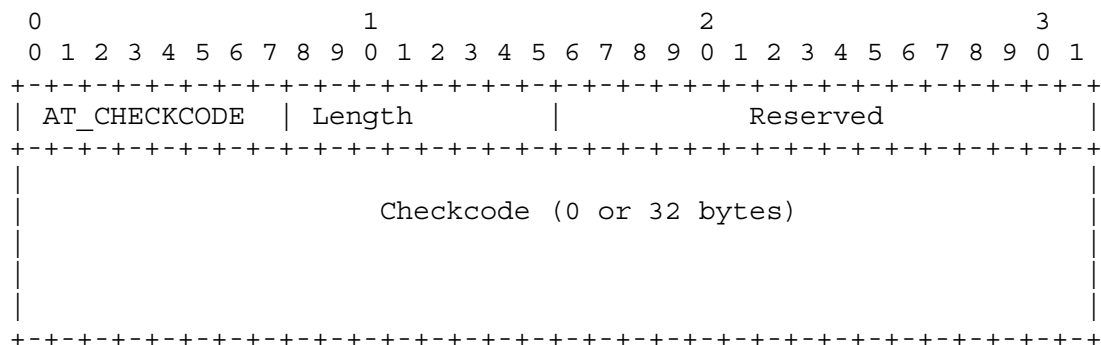 0                   1                   2                   3
 0 1 2 3 4 5 6 7 8 9 0 1 2 3 4 5 6 7 8 9 0 1 2 3 4 5 6 7 8 9 0 1
+-+-+-+-+-+-+-+-+-+-+-+-+-+-+-+-+-+-+-+-+-+-+-+-+-+-+-+-+-+-+-+-+
| AT_CHECKCODE  | Length        |           Reserved            |
+-+-+-+-+-+-+-+-+-+-+-+-+-+-+-+-+-+-+-+-+-+-+-+-+-+-+-+-+-+-+-+-+
|                                                               |
|                     Checkcode (0 or 32 bytes)                 |
|                                                               |
|                                                               |
|                                                               |
+-+-+-+-+-+-+-+-+-+-+-+-+-+-+-+-+-+-+-+-+-+-+-+-+-+-+-+-+-+-+-+-+